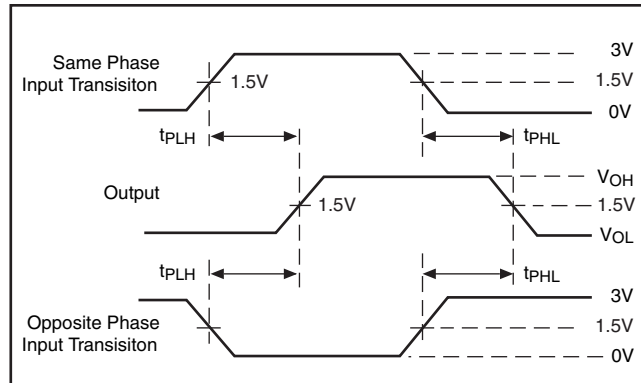 Same Phase
Input Transisiton
1.5V
3V
1.5V
0V
tPLH
tPHL
Output
1.5V
VOH
1.5V
VOL
tPLH
tPHL
Opposite Phase
Input Transisiton
3V
1.5V
0V